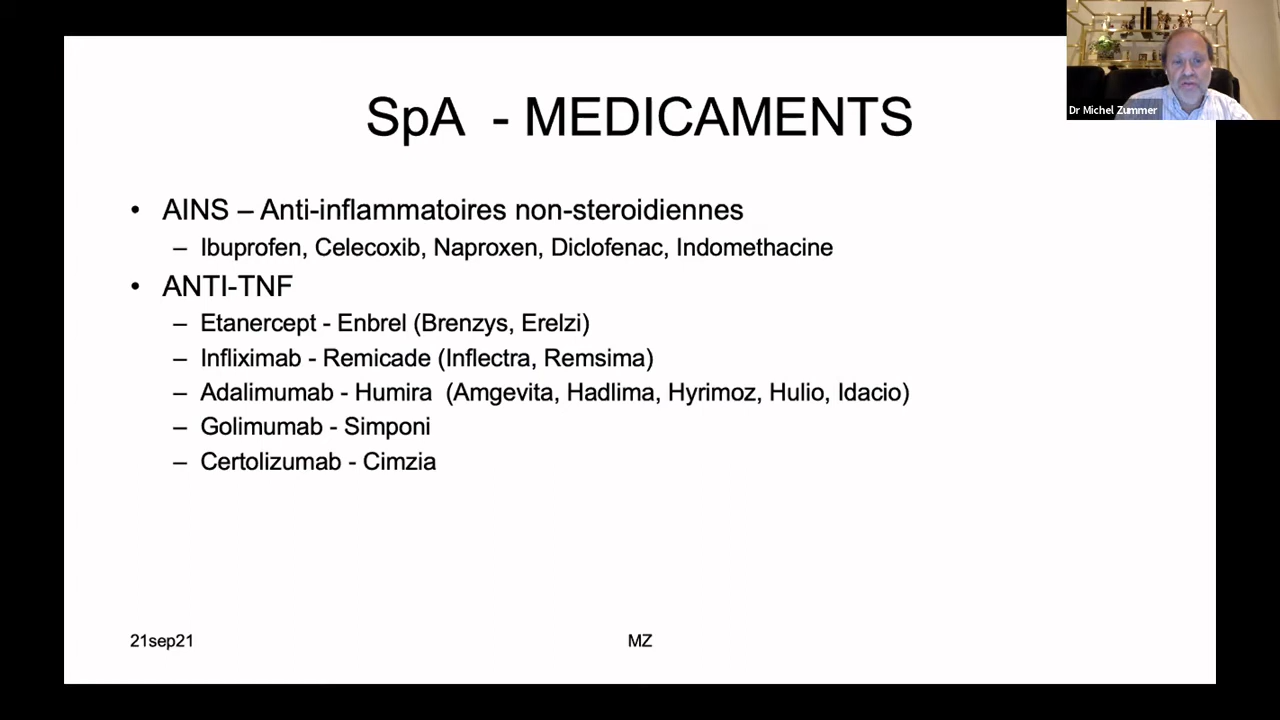 SpA - MEDICAMENTS
Dr Michel Zummer
• AINS – Anti-inflammatoires non-steroidiennes
– Ibuprofen, Celecoxib, Naproxen, Diclofenac, Indomethacine
• ANTI-TNF
– Etanercept - Enbrel (Brenzys, Erelzi)
– Infliximab - Remicade (Inflectra, Remsima)
– Adalimumab - Humira (Amgevita, Hadlima, Hyrimoz, Hulio, Idacio)
– Golimumab - Simponi
– Certolizumab - Cimzia
21sep21
MZ